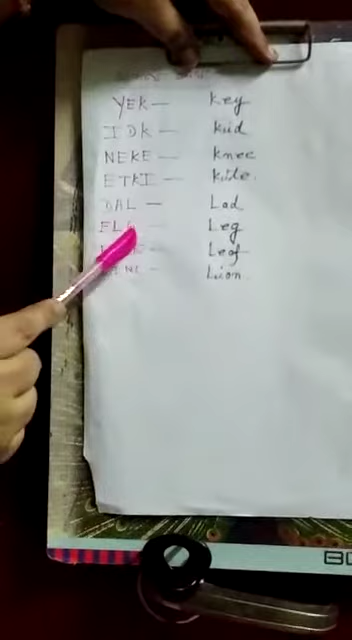 YEK — Key
IDK — Kid
NEKE — Knee
ETKI — Kite.
DAL — Lad
Leg
Leaf
Lion